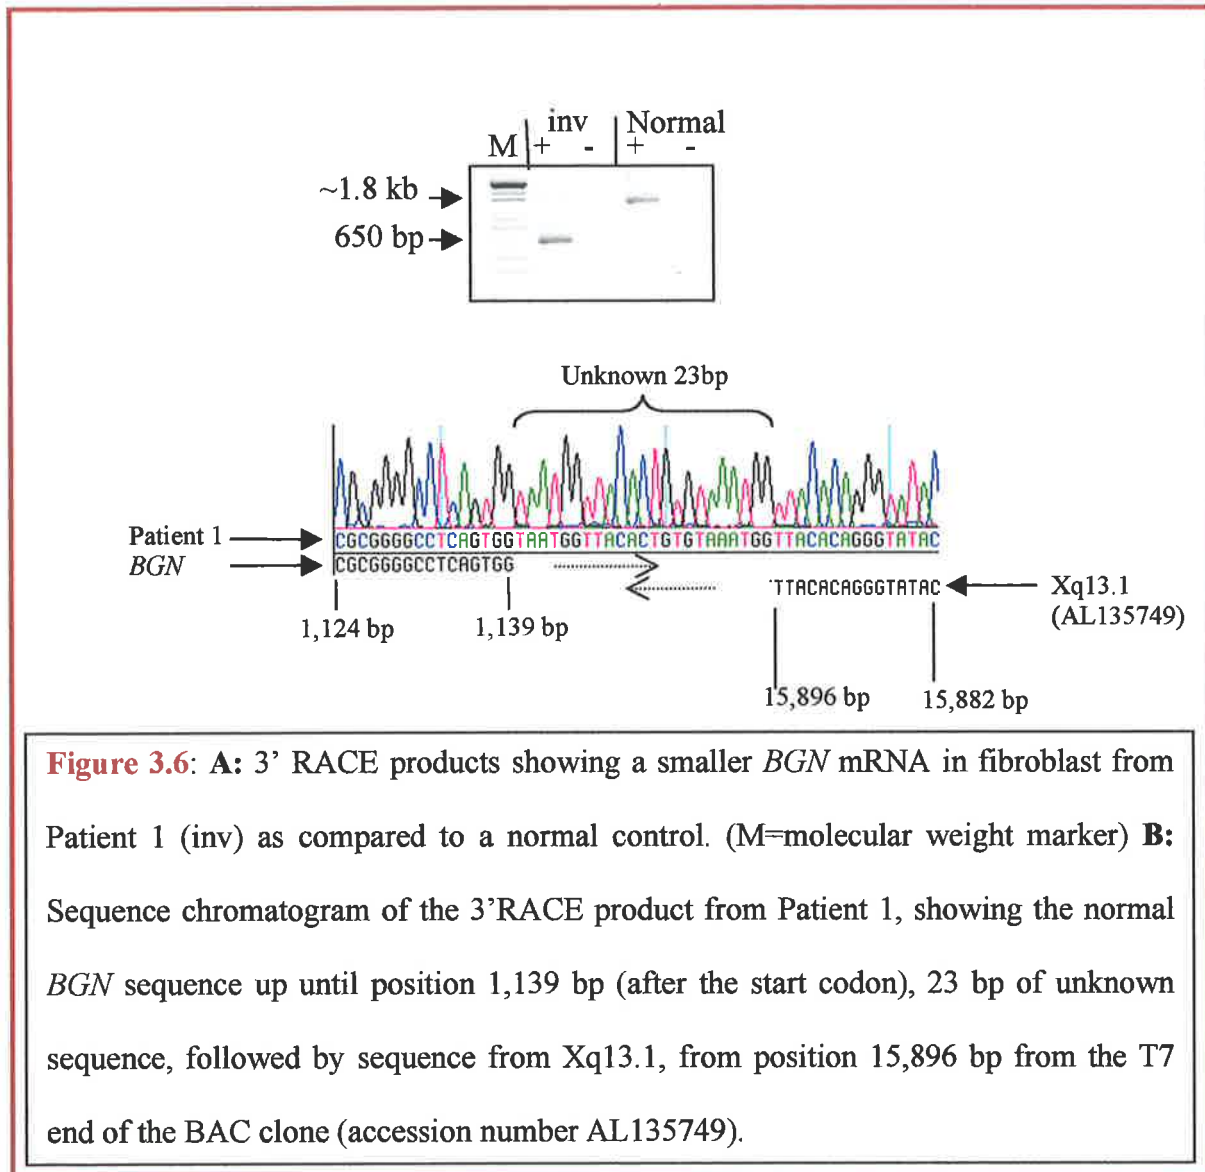 inv
Normal
M
+
-
+
-
~1.8 kb
650 bp
Unknown 23bp
Patient 1
CGCGGGGCCTCAGTGGTAATGGTTACACTGTGTAAATGGTTACACAGGGTATAC
BGN
CGCGGGGCCTCAGTGG
TTACACAGGGTATAC
Xq13.1
(AL135749)
1,124 bp
1,139 bp
15,896 bp
15,882 bp
Figure 3.6: A: 3’ RACE products showing a smaller BGN mRNA in fibroblast from
Patient 1 (inv) as compared to a normal control. (M=molecular weight marker) B:
Sequence chromatogram of the 3’RACE product from Patient 1, showing the normal
BGN sequence up until position 1,139 bp (after the start codon), 23 bp of unknown
sequence, followed by sequence from Xq13.1, from position 15,896 bp from the T7
end of the BAC clone (accession number AL135749).